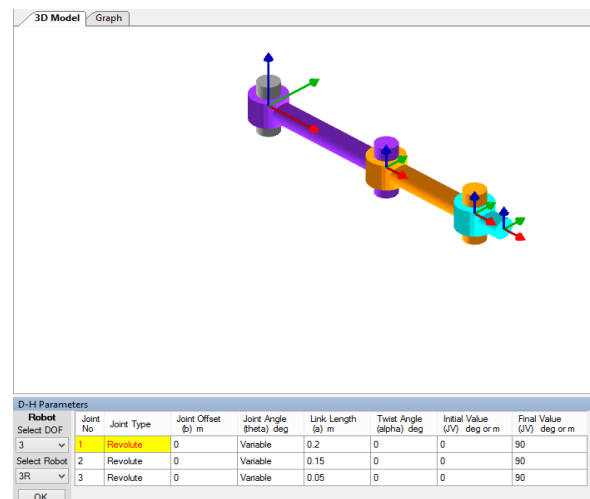 3D Model Graph
D-H Parameters
Robot
Select DOF
3
Select Robot
3R
OK
Joint No Joint Type Joint Offset (b) m Joint Angle (theta) deg Link Length (a) m Twist Angle (alpha) deg Initial Value (JV) deg or m Final Value (JV) deg or m
1 Revolute 0 Variable 0.2 0 0 90
2 Revolute 0 Variable 0.15 0 0 90
3 Revolute 0 Variable 0.05 0 0 90